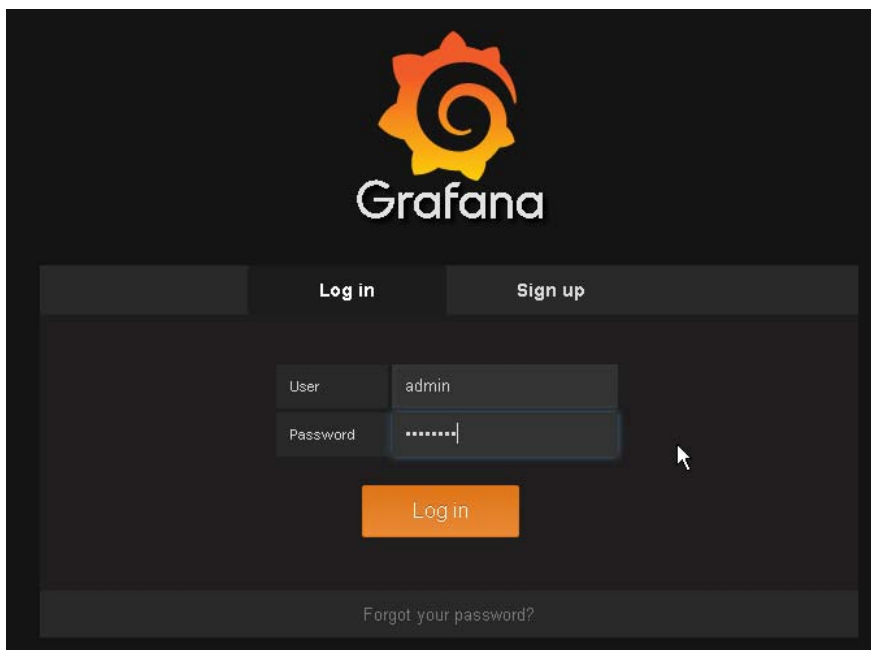 Grafana
Log in Sign up
User admin
Password ••••••••
Log in
Forgot your password?